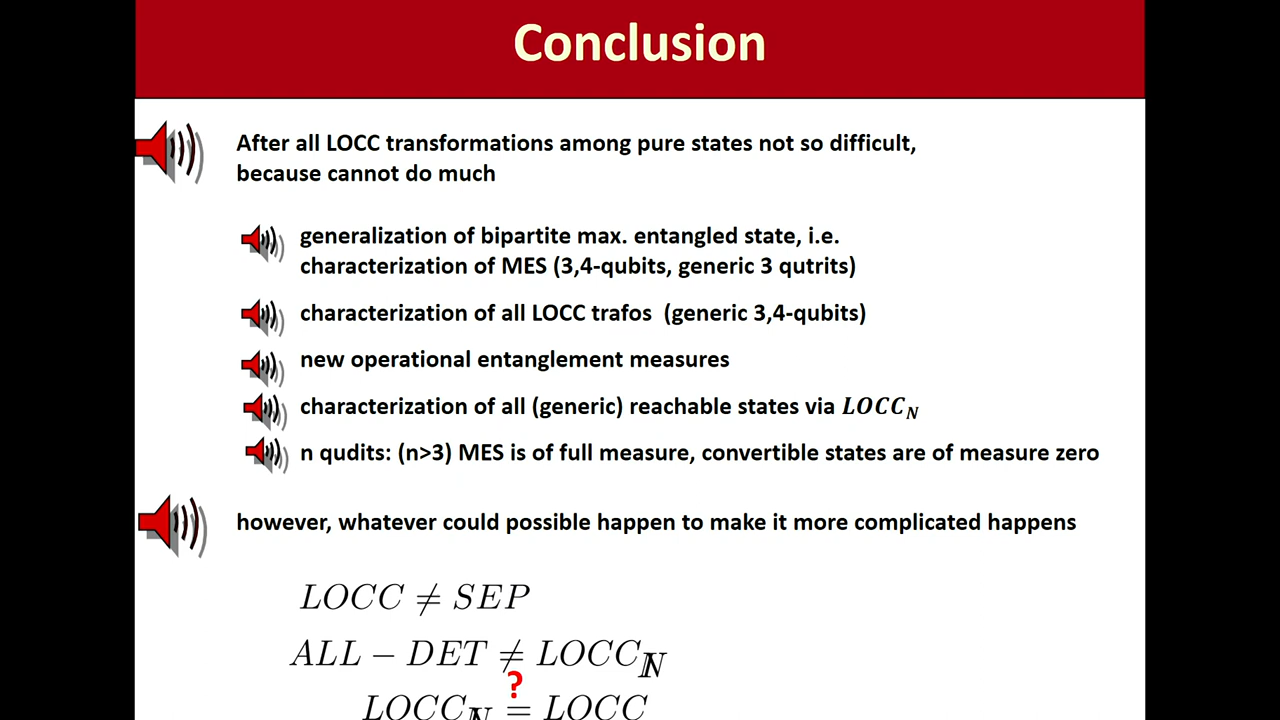 Conclusion
After all LOCC transformations among pure states not so difficult,
because cannot do much
generalization of bipartite max. entangled state, i.e.
characterization of MES (3,4-qubits, generic 3 qutrits)
characterization of all LOCC trafos (generic 3,4-qubits)
new operational entanglement measures
characterization of all (generic) reachable states via LOCC_N
n qudits: (n>3) MES is of full measure, convertible states are of measure zero
however, whatever could possible happen to make it more complicated happens
LOCC ≠ SEP
ALL − DET ≠ LOCC_ℕ
?
LOCC_ℕ = LOCC